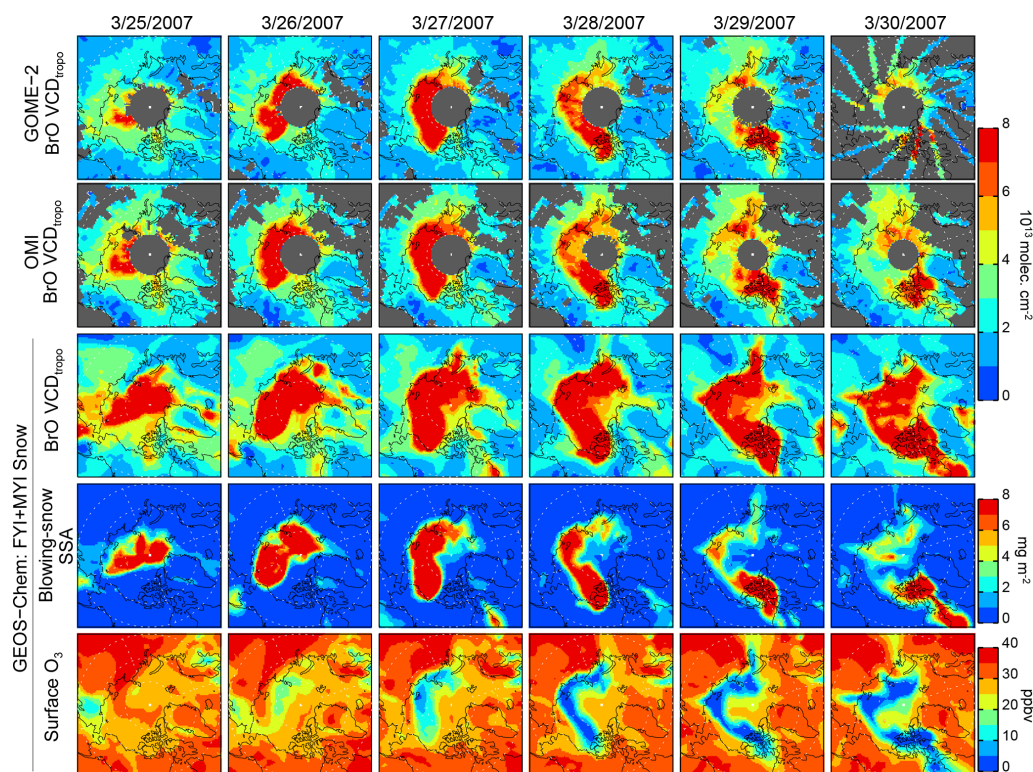 3/25/2007 3/26/2007 3/27/2007 3/28/2007 3/29/2007 3/30/2007
GOME−2
BrO VCDtropo
OMI
BrO VCDtropo
8
6
4
2
0
10¹³ molec. cm⁻²
GEOS−Chem: FYI+MYI Snow
BrO VCDtropo
Blowing-snow
SSA
8
6
4
2
0
mg m⁻²
Surface O₃
40
30
20
10
0
ppbv